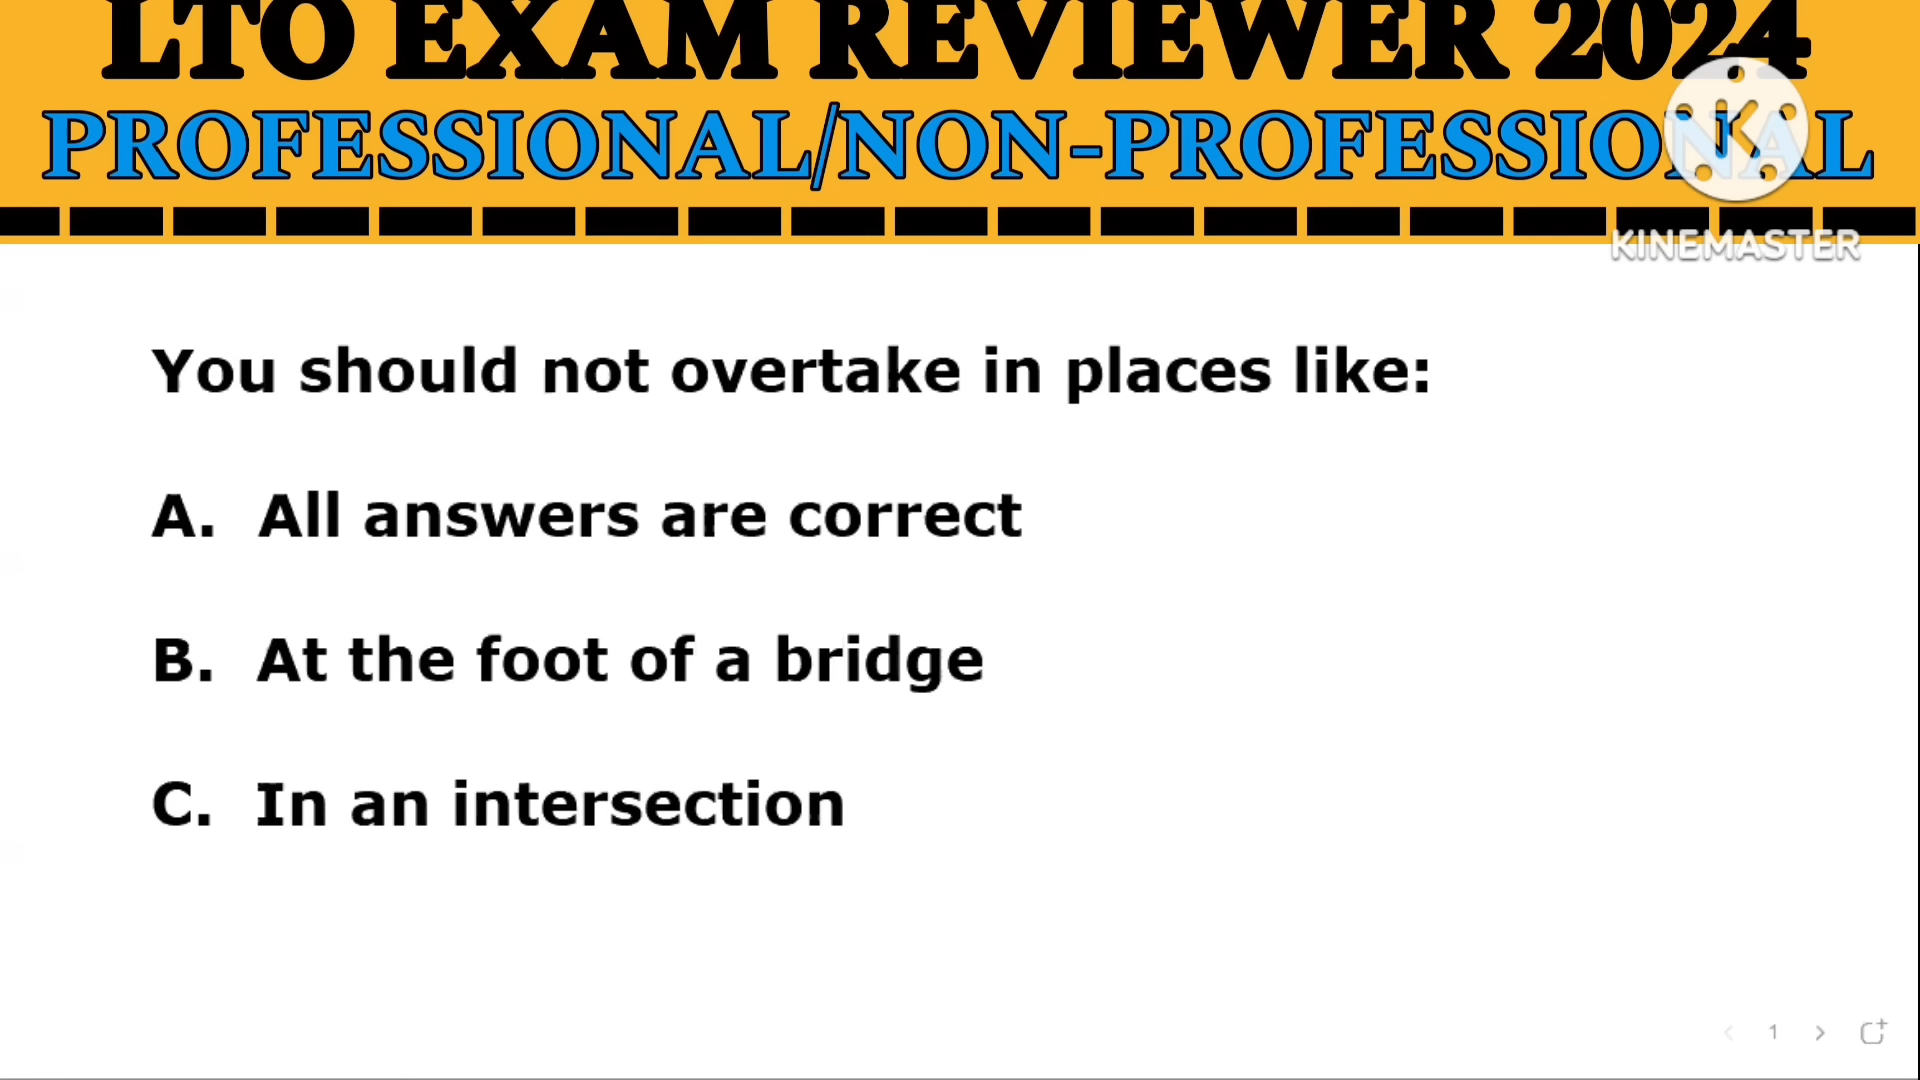 LTO EXAM REVIEWER 2024
PROFESSIONAL/NON-PROFESSIONAL
KINEMASTER
You should not overtake in places like:
A. All answers are correct
B. At the foot of a bridge
C. In an intersection
1